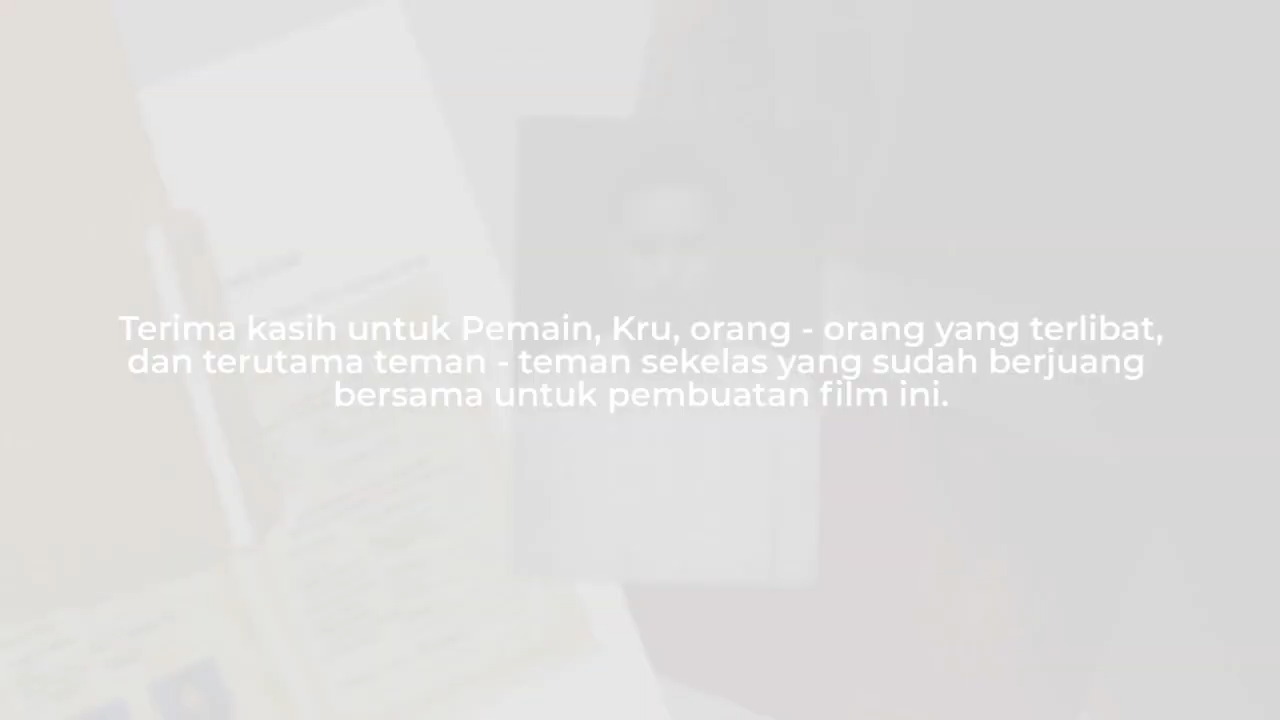 Terima kasih untuk Pemain, Kru, orang - orang yang terlibat,
dan terutama teman - teman sekelas yang sudah berjuang
bersama untuk pembuatan film ini.